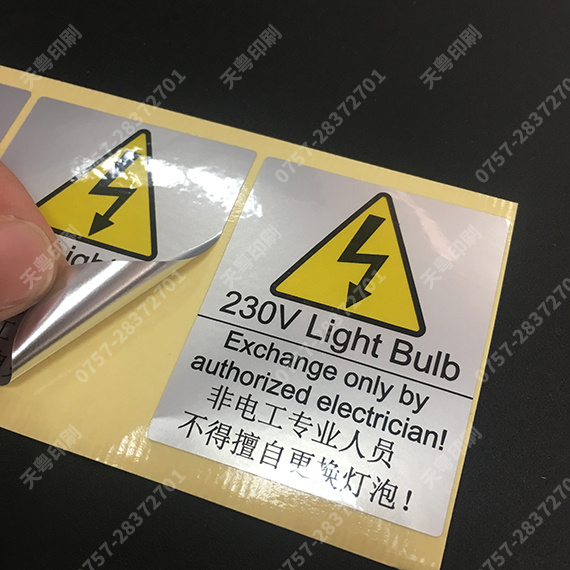 230V Light Bulb
Exchange only by
authorized electrician!
非电工专业人员
不得擅自更换灯泡！
天粤印刷
0757-28372701